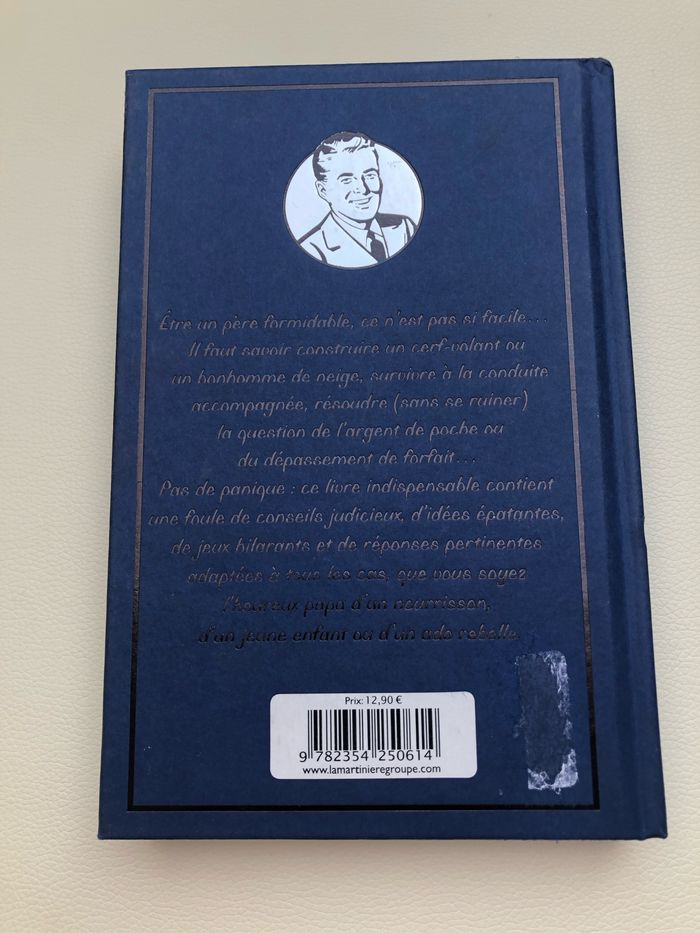 Être un père formidable, ce n'est pas si facile...
Il faut savoir construire un cerf-volant ou
un bonhomme de neige, survivre à la conduite
accompagnée, résoudre (sans se ruiner)
la question de l'argent de poche ou
du dépassement de forfait...
Pas de panique : ce livre indispensable contient
une foule de conseils judicieux, d'idées épatantes,
de jeux hilarants et de réponses pertinentes
adaptées à tous les cas, que vous soyez
l'heureux papa d'un nourrisson,
d'un jeune enfant ou d'un ado rebelle.
Prix: 12,90 €
9 782354 250614
www.lamartinieregroupe.com